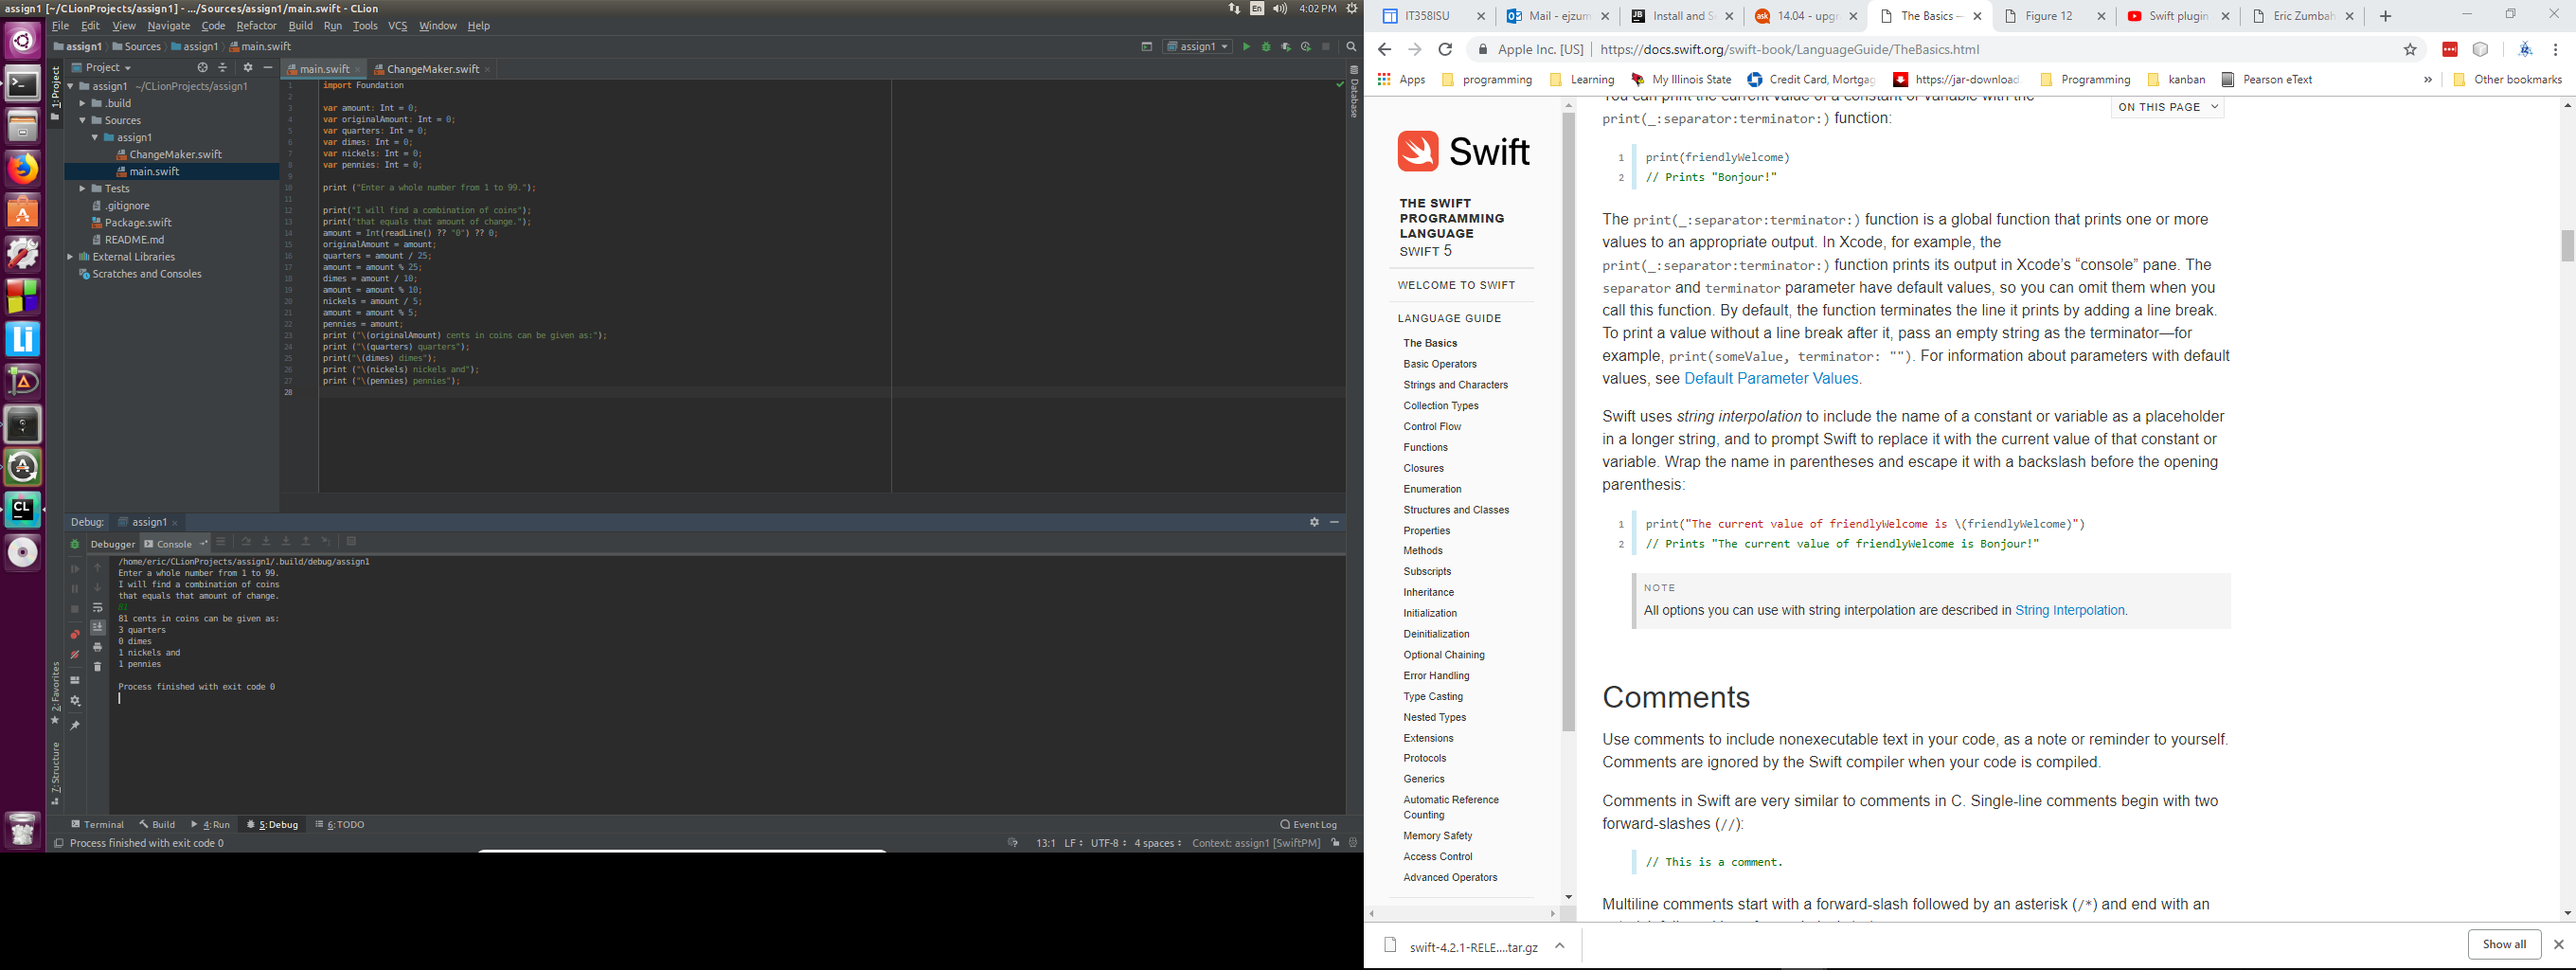 assign1 [~/CLionProjects/assign1] - .../Sources/assign1/main.swift - CLion
En 4:02 PM
File Edit View Navigate Code Refactor Build Run Tools VCS Window Help
assign1 Sources assign1 main.swift
assign1
1: Project
Project
assign1 ~/CLionProjects/assign1
.build
Sources
assign1
ChangeMaker.swift
main.swift
Tests
.gitignore
Package.swift
README.md
External Libraries
Scratches and Consoles
main.swift ChangeMaker.swift
Database
1 import Foundation
2
3 var amount: Int = 0;
4 var originalAmount: Int = 0;
5 var quarters: Int = 0;
6 var dimes: Int = 0;
7 var nickels: Int = 0;
8 var pennies: Int = 0;
9
10 print ("Enter a whole number from 1 to 99.");
11
12 print("I will find a combination of coins");
13 print("that equals that amount of change.");
14 amount = Int(readLine() ?? "0") ?? 0;
15 originalAmount = amount;
16 quarters = amount / 25;
17 amount = amount % 25;
18 dimes = amount / 10;
19 amount = amount % 10;
20 nickels = amount / 5;
21 amount = amount % 5;
22 pennies = amount;
23 print ("\(originalAmount) cents in coins can be given as:");
24 print ("\(quarters) quarters");
25 print("\(dimes) dimes");
26 print ("\(nickels) nickels and");
27 print ("\(pennies) pennies");
28
Debug: assign1
Debugger Console
/home/eric/CLionProjects/assign1/.build/debug/assign1
Enter a whole number from 1 to 99.
I will find a combination of coins
that equals that amount of change.
81
81 cents in coins can be given as:
3 quarters
0 dimes
1 nickels and
1 pennies
Process finished with exit code 0
2: Favorites
7: Structure
Terminal Build 4: Run 5: Debug 6: TODO
Event Log
Process finished with exit code 0
13:1 LF UTF-8 4 spaces Context: assign1 [SwiftPM]
IT358ISU Mail - ejzum Install and S 14.04 - upgr The Basics — Figure 12 Swift plugin Eric Zumbah
Apple Inc. [US] | https://docs.swift.org/swift-book/LanguageGuide/TheBasics.html
Apps programming Learning My Illinois State Credit Card, Mortgag https://jar-download. Programming kanban Pearson eText » Other bookmarks
Swift
THE SWIFT
PROGRAMMING
LANGUAGE
SWIFT 5
WELCOME TO SWIFT
LANGUAGE GUIDE
The Basics
Basic Operators
Strings and Characters
Collection Types
Control Flow
Functions
Closures
Enumeration
Structures and Classes
Properties
Methods
Subscripts
Inheritance
Initialization
Deinitialization
Optional Chaining
Error Handling
Type Casting
Nested Types
Extensions
Protocols
Generics
Automatic Reference
Counting
Memory Safety
Access Control
Advanced Operators
ON THIS PAGE
You can print the current value of a constant or variable with the
print(_:separator:terminator:) function:
1 print(friendlyWelcome)
2 // Prints "Bonjour!"
The print(_:separator:terminator:) function is a global function that prints one or more
values to an appropriate output. In Xcode, for example, the
print(_:separator:terminator:) function prints its output in Xcode’s “console” pane. The
separator and terminator parameter have default values, so you can omit them when you
call this function. By default, the function terminates the line it prints by adding a line break.
To print a value without a line break after it, pass an empty string as the terminator—for
example, print(someValue, terminator: ""). For information about parameters with default
values, see Default Parameter Values.
Swift uses string interpolation to include the name of a constant or variable as a placeholder
in a longer string, and to prompt Swift to replace it with the current value of that constant or
variable. Wrap the name in parentheses and escape it with a backslash before the opening
parenthesis:
1 print("The current value of friendlyWelcome is \(friendlyWelcome)")
2 // Prints "The current value of friendlyWelcome is Bonjour!"
NOTE
All options you can use with string interpolation are described in String Interpolation.
Comments
Use comments to include nonexecutable text in your code, as a note or reminder to yourself.
Comments are ignored by the Swift compiler when your code is compiled.
Comments in Swift are very similar to comments in C. Single-line comments begin with two
forward-slashes (//):
// This is a comment.
Multiline comments start with a forward-slash followed by an asterisk (/*) and end with an
swift-4.2.1-RELE....tar.gz
Show all